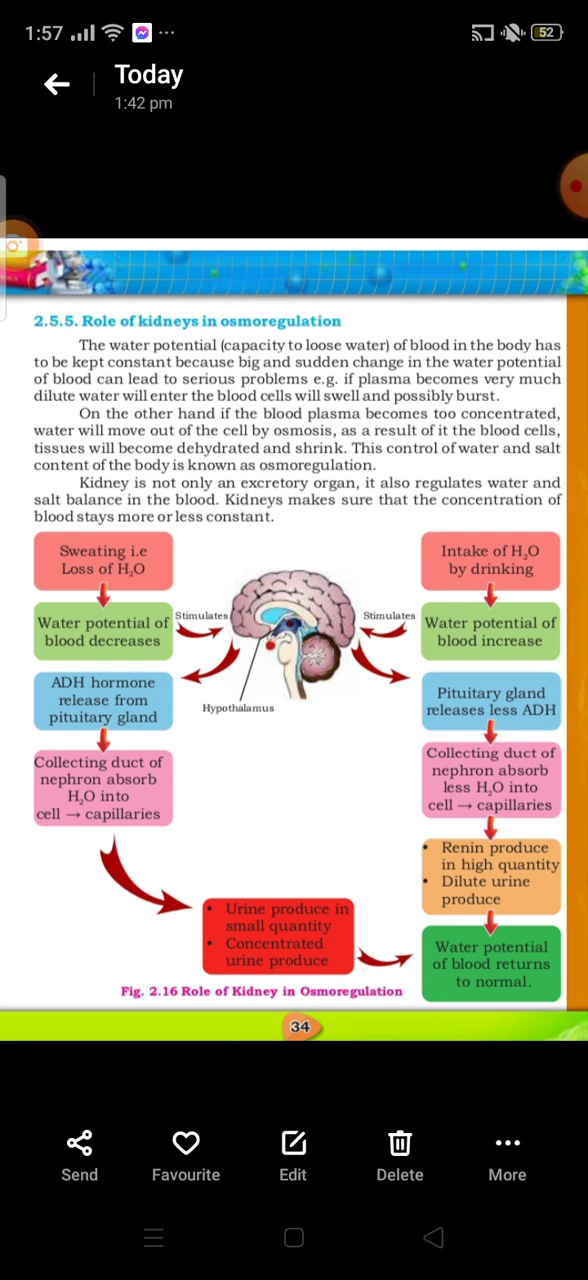 1:57
52
Today
1:42 pm
2.5.5. Role of kidneys in osmoregulation
The water potential (capacity to loose water) of blood in the body has
to be kept constant because big and sudden change in the water potential
of blood can lead to serious problems e.g. if plasma becomes very much
dilute water will enter the blood cells will swell and possibly burst.
On the other hand if the blood plasma becomes too concentrated,
water will move out of the cell by osmosis, as a result of it the blood cells,
tissues will become dehydrated and shrink. This control of water and salt
content of the body is known as osmoregulation.
Kidney is not only an excretory organ, it also regulates water and
salt balance in the blood. Kidneys makes sure that the concentration of
blood stays more or less constant.
Sweating i.e
Loss of H₂O
Water potential of
blood decreases
Stimulates
ADH hormone
release from
pituitary gland
Hypothalamus
Collecting duct of
nephron absorb
H₂O into
cell → capillaries
• Urine produce in
small quantity
• Concentrated
urine produce
Intake of H₂O
by drinking
Stimulates
Water potential of
blood increase
Pituitary gland
releases less ADH
Collecting duct of
nephron absorb
less H₂O into
cell → capillaries
• Renin produce
in high quantity
• Dilute urine
produce
Water potential
of blood returns
to normal.
Fig. 2.16 Role of Kidney in Osmoregulation
34
Send
Favourite
Edit
Delete
More